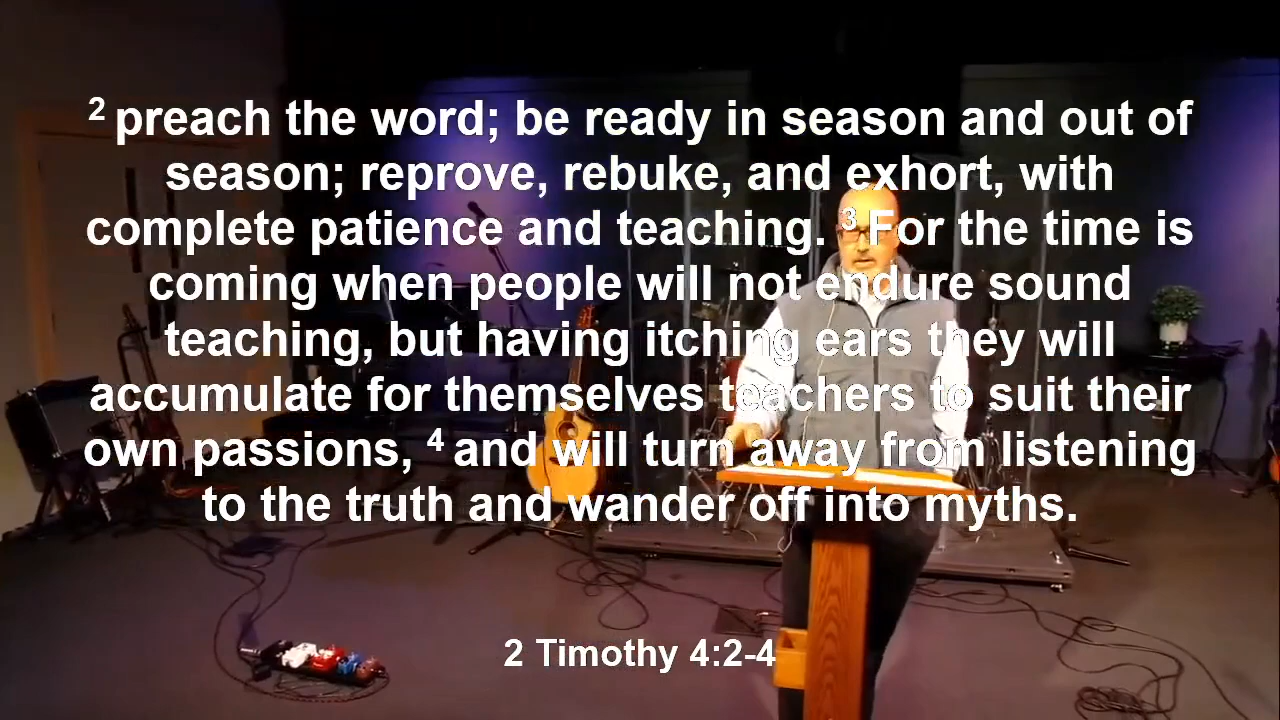 2 preach the word; be ready in season and out of
season; reprove, rebuke, and exhort, with
complete patience and teaching. 3 For the time is
coming when people will not endure sound
teaching, but having itching ears they will
accumulate for themselves teachers to suit their
own passions, 4 and will turn away from listening
to the truth and wander off into myths.
2 Timothy 4:2-4